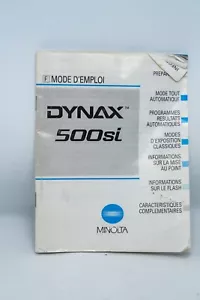 F MODE D'EMPLOI
DYNAX™
500si
MINOLTA
MODE TOUT
AUTOMATIQUE
PROGRAMMES
RESULTATS
AUTOMATIQUES
MODES
D'EXPOSITION
CLASSIQUES
INFORMATIONS
SUR LA MISE
AU POINT
INFORMATIONS
SUR LE FLASH
CARACTERISTIQUES
COMPLEMENTAIRES